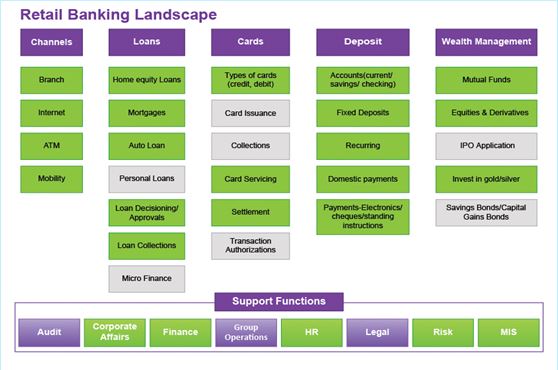 Retail Banking Landscape
Channels
Loans
Cards
Deposit
Wealth Management
Branch
Home equity Loans
Types of cards
(credit, debit)
Accounts(current/
savings/ checking)
Mutual Funds
Internet
Mortgages
Card Issuance
Fixed Deposits
Equities & Derivatives
ATM
Auto Loan
Collections
Recurring
IPO Application
Mobility
Personal Loans
Card Servicing
Domestic payments
Invest in gold/silver
Loan Decisioning/
Approvals
Settlement
Payments-Electronics/
cheques/standing
instructions
Savings Bonds/Capital
Gains Bonds
Loan Collections
Transaction
Authorizations
Micro Finance
Support Functions
Audit
Corporate
Affairs
Finance
Group
Operations
HR
Legal
Risk
MIS